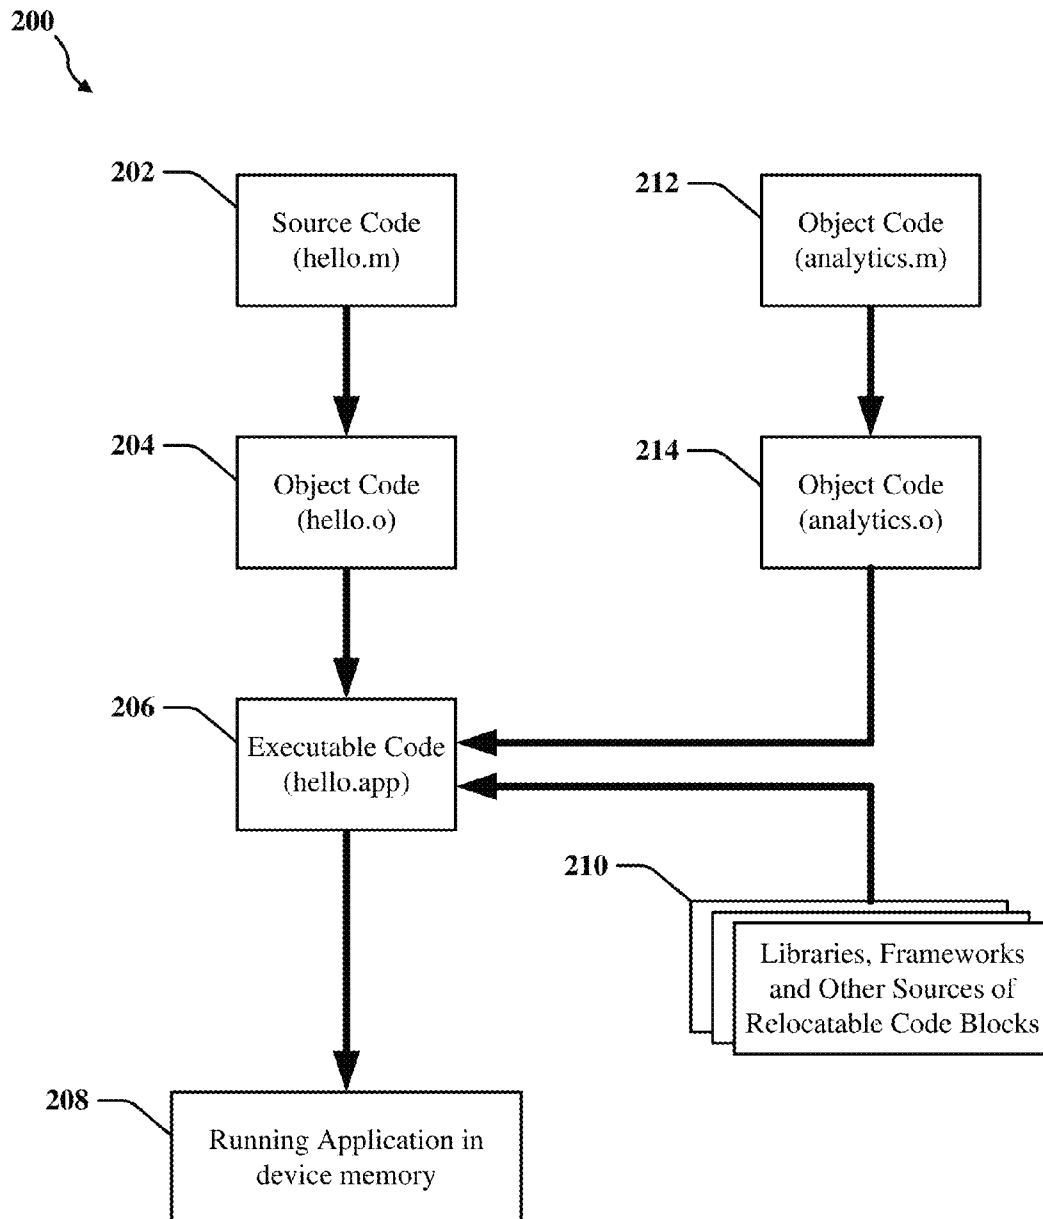 200
202
Source Code
(hello.m)
212
Object Code
(analytics.m)
204
Object Code
(hello.o)
214
Object Code
(analytics.o)
206
Executable Code
(hello.app)
210
Libraries, Frameworks
and Other Sources of
Relocatable Code Blocks
208
Running Application in
device memory